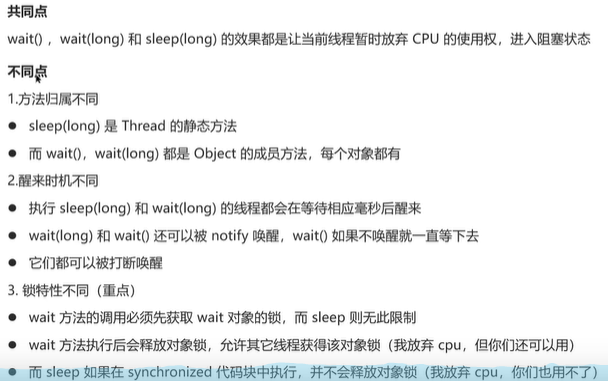 共同点
wait() ，wait(long) 和 sleep(long) 的效果都是让当前线程暂时放弃 CPU 的使用权，进入阻塞状态
不同点
1.方法归属不同
● sleep(long) 是 Thread 的静态方法
● 而 wait()，wait(long) 都是 Object 的成员方法，每个对象都有
2.醒来时机不同
● 执行 sleep(long) 和 wait(long) 的线程都会在等待相应毫秒后醒来
● wait(long) 和 wait() 还可以被 notify 唤醒，wait() 如果不唤醒就一直等下去
● 它们都可以被打断唤醒
3. 锁特性不同（重点）
● wait 方法的调用必须先获取 wait 对象的锁，而 sleep 则无此限制
● wait 方法执行后会释放对象锁，允许其它线程获得该对象锁（我放弃 cpu，但你们还可以用）
● 而 sleep 如果在 synchronized 代码块中执行，并不会释放对象锁（我放弃 cpu，你们也用不了）